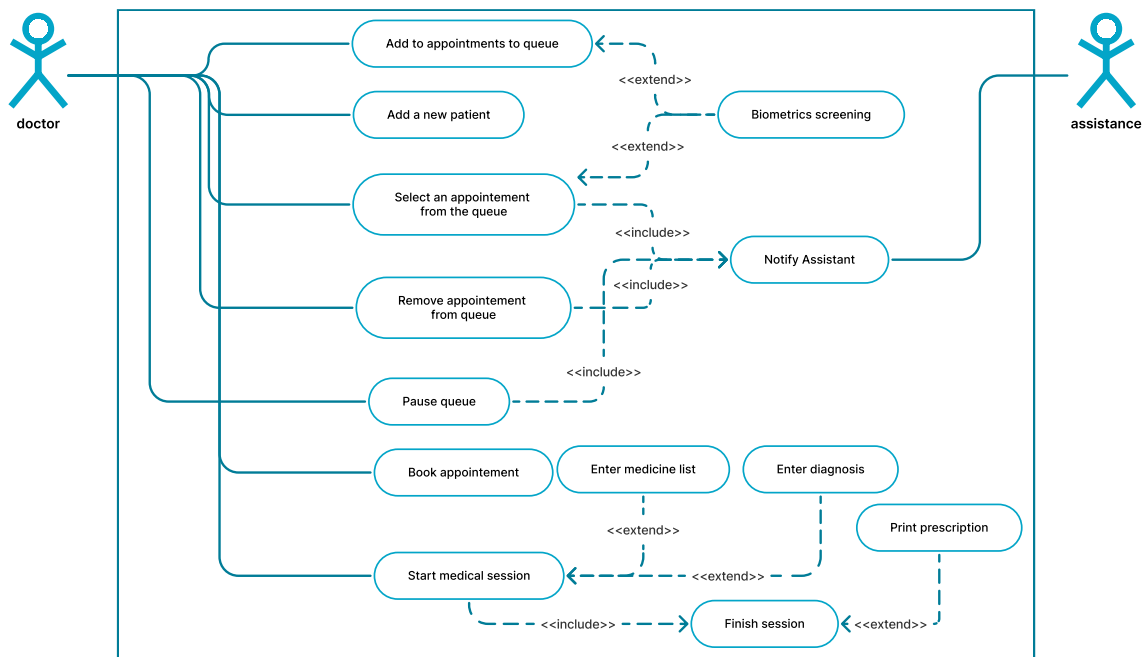 doctor
assistance
Add to appointments to queue
<<extend>>
Add a new patient
Biometrics screening
<<extend>>
Select an appointement
from the queue
<<include>>
Notify Assistant
<<include>>
Remove appointement
from queue
<<include>>
Pause queue
Book appointement
Enter medicine list
Enter diagnosis
Print prescription
<<extend>>
Start medical session
<<extend>>
<<include>>
Finish session
<<extend>>